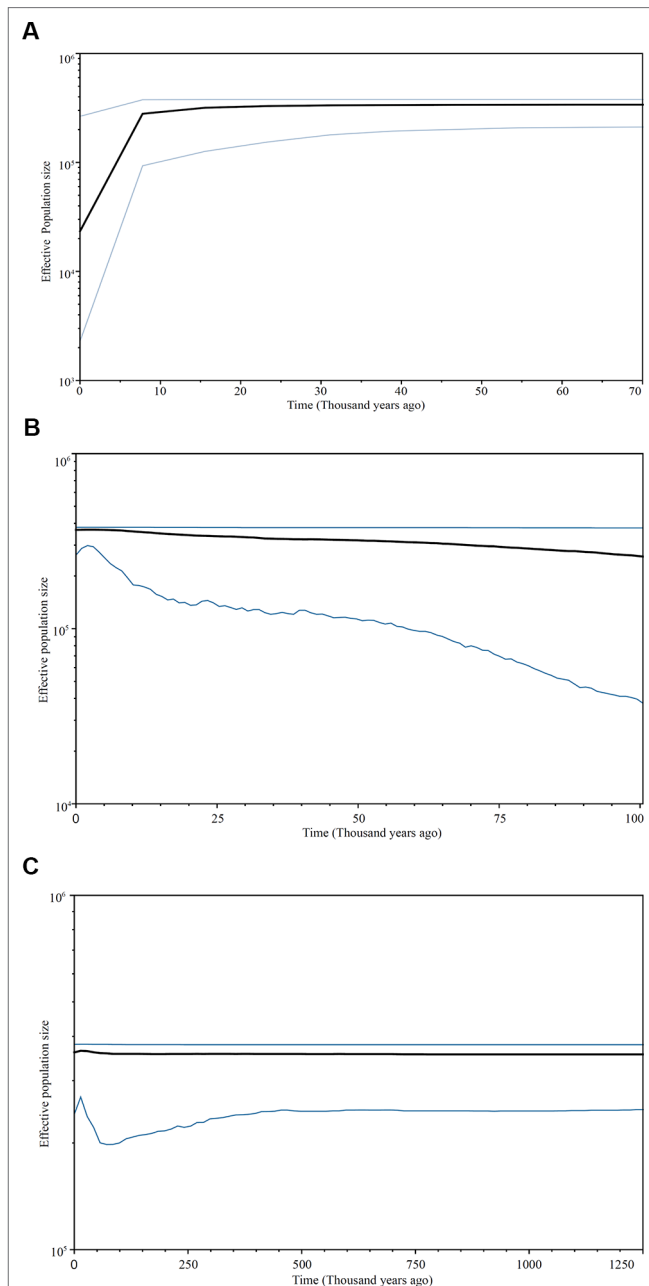 A
10⁶
10⁵
10⁴
10³
Effective Population size
0 10 20 30 40 50 60 70
Time (Thousand years ago)
B
10⁶
10⁵
10⁴
Effective population size
0 25 50 75 100
Time (Thousand years ago)
C
10⁶
10⁵
Effective population size
0 250 500 750 1000 1250
Time (Thousand years ago)